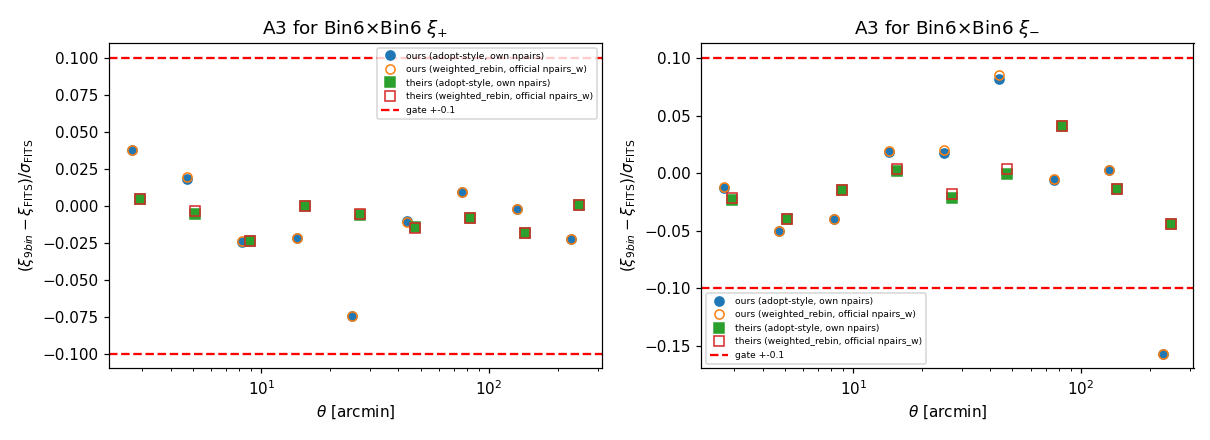 A3 for Bin6×Bin6 ξ+
0.100
0.075
0.050
0.025
0.000
−0.025
−0.050
−0.075
−0.100
(ξ9bin − ξFITS)/σFITS
ours (adopt-style, own npairs)
ours (weighted_rebin, official npairs_w)
theirs (adopt-style, own npairs)
theirs (weighted_rebin, official npairs_w)
gate +-0.1
10¹
10²
θ [arcmin]
A3 for Bin6×Bin6 ξ−
0.10
0.05
0.00
−0.05
−0.10
−0.15
(ξ9bin − ξFITS)/σFITS
ours (adopt-style, own npairs)
ours (weighted_rebin, official npairs_w)
theirs (adopt-style, own npairs)
theirs (weighted_rebin, official npairs_w)
gate +-0.1
10¹
10²
θ [arcmin]